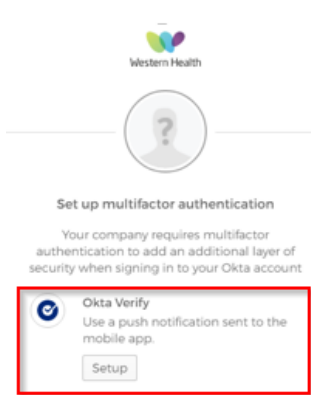 Western Health
?
Set up multifactor authentication
Your company requires multifactor
authentication to add an additional layer of
security when signing in to your Okta account
Okta Verify
Use a push notification sent to the
mobile app.
Setup